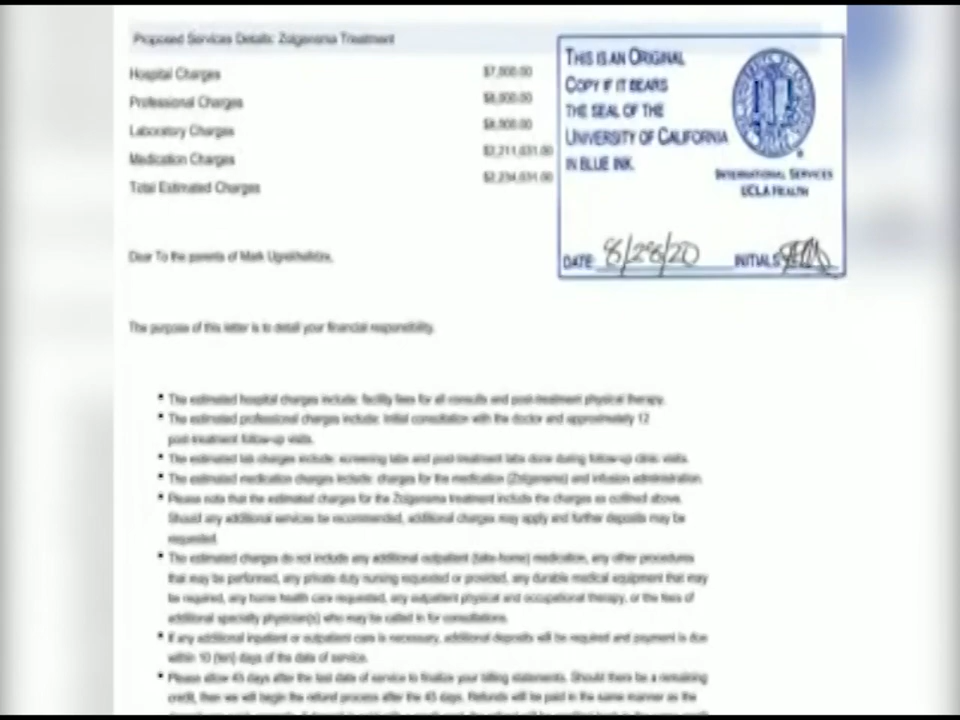 Proposed Services Details: Zolgensma Treatment
Hospital Charges $7,000.00
Professional Charges
Laboratory Charges
Medication Charges $2,211,031.00
Total Estimated Charges
THIS IS AN ORIGINAL
COPY IF IT BEARS
THE SEAL OF THE
UNIVERSITY OF CALIFORNIA
IN BLUE INK.
INTERNATIONAL SERVICES
UCLA HEALTH
DATE 8/28/20 INITIALS
Dear To the parents of Mark
The purpose of this letter is to detail your financial responsibility.
• The estimated hospital charges include: facility fees for all consults and post-treatment physical therapy.
• The estimated professional charges include: Initial consultation with the doctor and approximately 12
post-treatment follow-up visits.
• The estimated lab charges include: screening labs and post-treatment labs done during follow-up clinic visits.
• The estimated medication charges include: charges for the medication (Zolgensma) and infusion administration.
• Please note that the estimated charges for the Zolgensma treatment include the charges as outlined above.
Should any additional services be recommended, additional charges may apply and further deposits may be
requested.
• The estimated charges do not include any additional outpatient (take-home) medication, any other procedures
that may be performed, any private duty nursing requested or provided, any durable medical equipment that may
be required, any home health care requested, any outpatient physical and occupational therapy, or the fees of
additional specialty physician(s) who may be called in for consultations.
• If any additional inpatient or outpatient care is necessary, additional deposits will be required and payment is due
within 10 (ten) days of the date of service.
• Please allow 45 days after the last date of service to finalize your billing statements. Should there be a remaining
credit, then we will begin the refund process after the 45 days. Refunds will be paid in the same manner as the